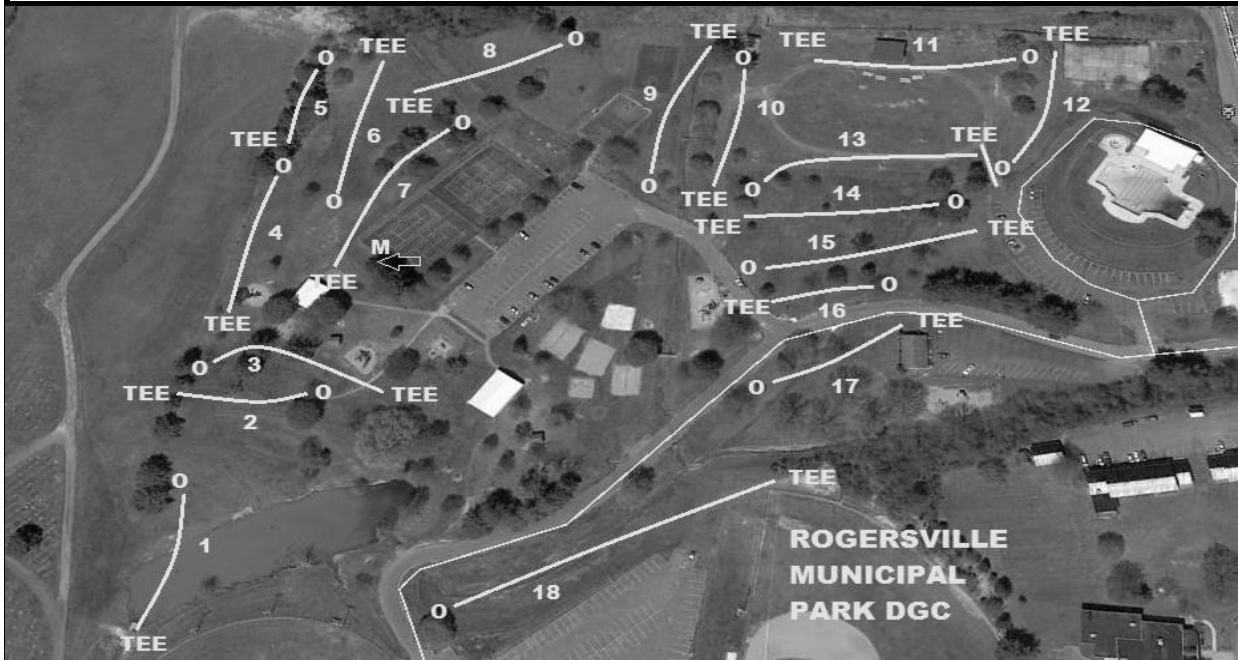 TEE
8
O
TEE
O
5
6
TEE
TEE
O
O
7
O
4
M
TEE
TEE
O
3
TEE
TEE
2
O
O
1
TEE
TEE
9
O
O
10
TEE
TEE
11
O
TEE
12
O
TEE
13
O
TEE
14
O
TEE
15
O
TEE
16
O
TEE
17
O
TEE
18
O
ROGERSVILLE
MUNICIPAL
PARK DGC